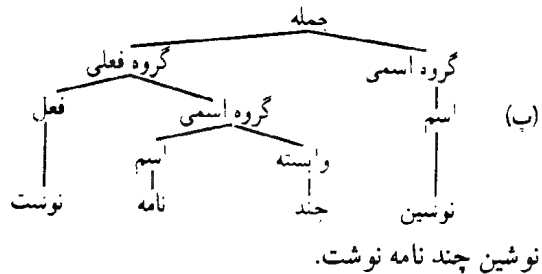 جمله
گروه اسمی گروه فعلی
(پ) اسم گروه اسمی فعل
وابسته اسم
نوشین چند نامه نوشت
نوشین چند نامه نوشت.